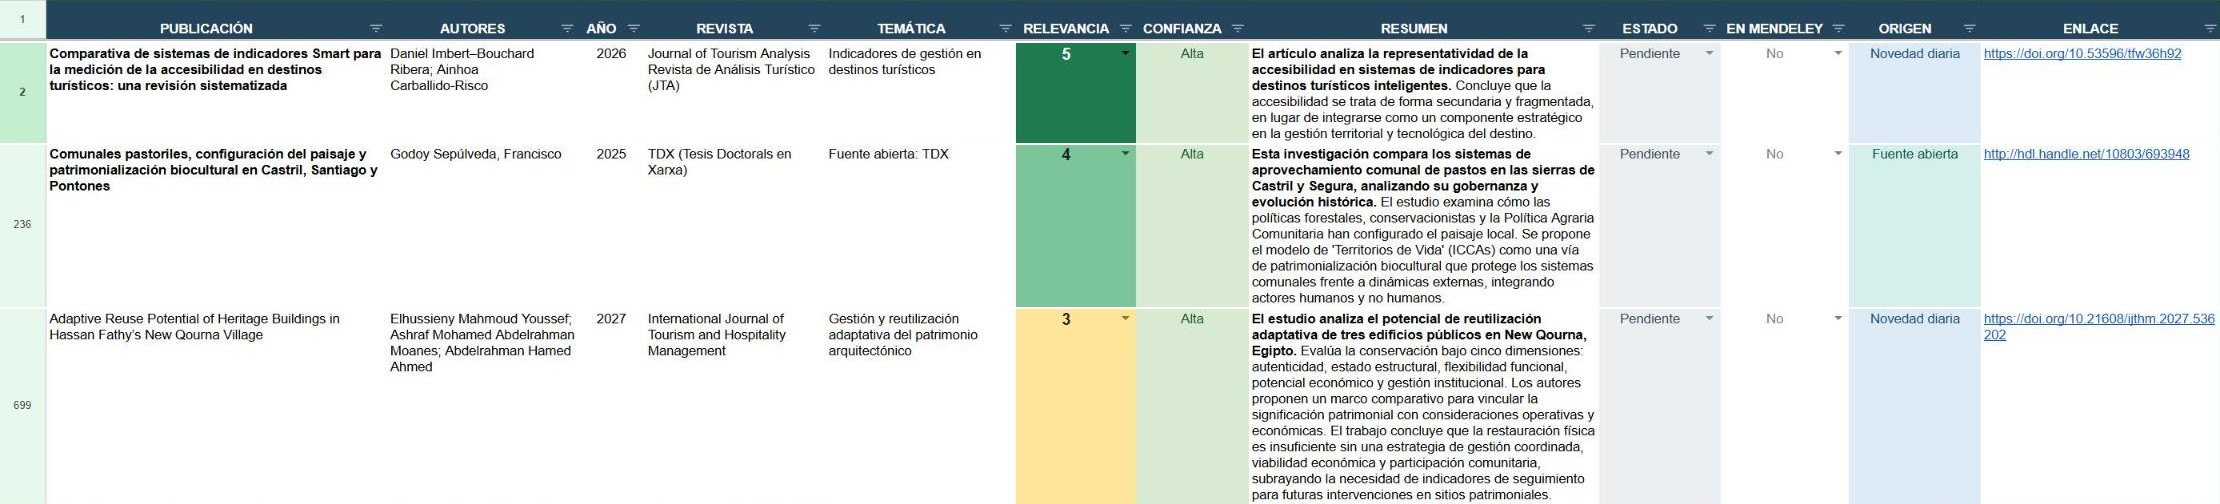 1
PUBLICACIÓN AUTORES AÑO REVISTA TEMÁTICA RELEVANCIA CONFIANZA RESUMEN ESTADO EN MENDELEY ORIGEN ENLACE
2
Comparativa de sistemas de indicadores Smart para
la medición de la accesibilidad en destinos
turísticos: una revisión sistematizada
Daniel Imbert–Bouchard
Ribera; Ainhoa
Carballido-Risco
2026
Journal of Tourism Analysis
Revista de Análisis Turístico
(JTA)
Indicadores de gestión en
destinos turísticos
5
Alta
El artículo analiza la representatividad de la
accesibilidad en sistemas de indicadores para
destinos turísticos inteligentes. Concluye que la
accesibilidad se trata de forma secundaria y fragmentada,
en lugar de integrarse como un componente estratégico
en la gestión territorial y tecnológica del destino.
Pendiente
No
Novedad diaria
https://doi.org/10.53596/tfw36h92
236
Comunales pastoriles, configuración del paisaje y
patrimonialización biocultural en Castril, Santiago y
Pontones
Godoy Sepúlveda, Francisco
2025
TDX (Tesis Doctorals en
Xarxa)
Fuente abierta: TDX
4
Alta
Esta investigación compara los sistemas de
aprovechamiento comunal de pastos en las sierras de
Castril y Segura, analizando su gobernanza y
evolución histórica. El estudio examina cómo las
políticas forestales, conservacionistas y la Política Agraria
Comunitaria han configurado el paisaje local. Se propone
el modelo de 'Territorios de Vida' (ICCAs) como una vía
de patrimonialización biocultural que protege los sistemas
comunales frente a dinámicas externas, integrando
actores humanos y no humanos.
Pendiente
No
Fuente abierta
http://hdl.handle.net/10803/693948
699
Adaptive Reuse Potential of Heritage Buildings in
Hassan Fathy's New Qourna Village
Elhussieny Mahmoud Youssef;
Ashraf Mohamed Abdelrahman
Moanes; Abdelrahman Hamed
Ahmed
2027
International Journal of
Tourism and Hospitality
Management
Gestión y reutilización
adaptativa del patrimonio
arquitectónico
3
Alta
El estudio analiza el potencial de reutilización
adaptativa de tres edificios públicos en New Qourna,
Egipto. Evalúa la conservación bajo cinco dimensiones:
autenticidad, estado estructural, flexibilidad funcional,
potencial económico y gestión institucional. Los autores
proponen un marco comparativo para vincular la
significación patrimonial con consideraciones operativas y
económicas. El trabajo concluye que la restauración física
es insuficiente sin una estrategia de gestión coordinada,
viabilidad económica y participación comunitaria,
subrayando la necesidad de indicadores de seguimiento
para futuras intervenciones en sitios patrimoniales.
Pendiente
No
Novedad diaria
https://doi.org/10.21608/ijthm.2027.536
202